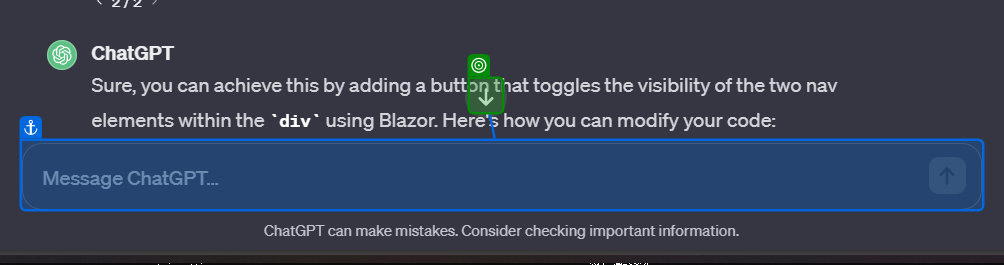 2/2
ChatGPT
Sure, you can achieve this by adding a button that toggles the visibility of the two nav
elements within the `div` using Blazor. Here's how you can modify your code:
Message ChatGPT...
ChatGPT can make mistakes. Consider checking important information.